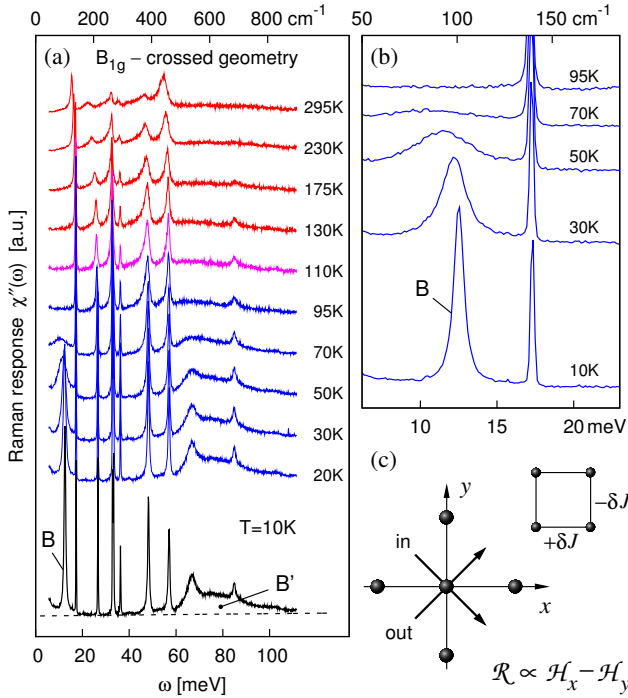 0 200 400 600 800 cm⁻¹
(a) B₁g – crossed geometry
295K
230K
175K
130K
110K
95K
70K
50K
30K
20K
T=10K
B
B'
Raman response χ''(ω) [a.u.]
0 20 40 60 80 100
ω [meV]
50 100 150 cm⁻¹
(b)
95K
70K
50K
30K
B
10K
10 15 20 meV
(c)
y
−δJ
+δJ
in
x
out
ℛ ∝ ℋₓ − ℋ_y